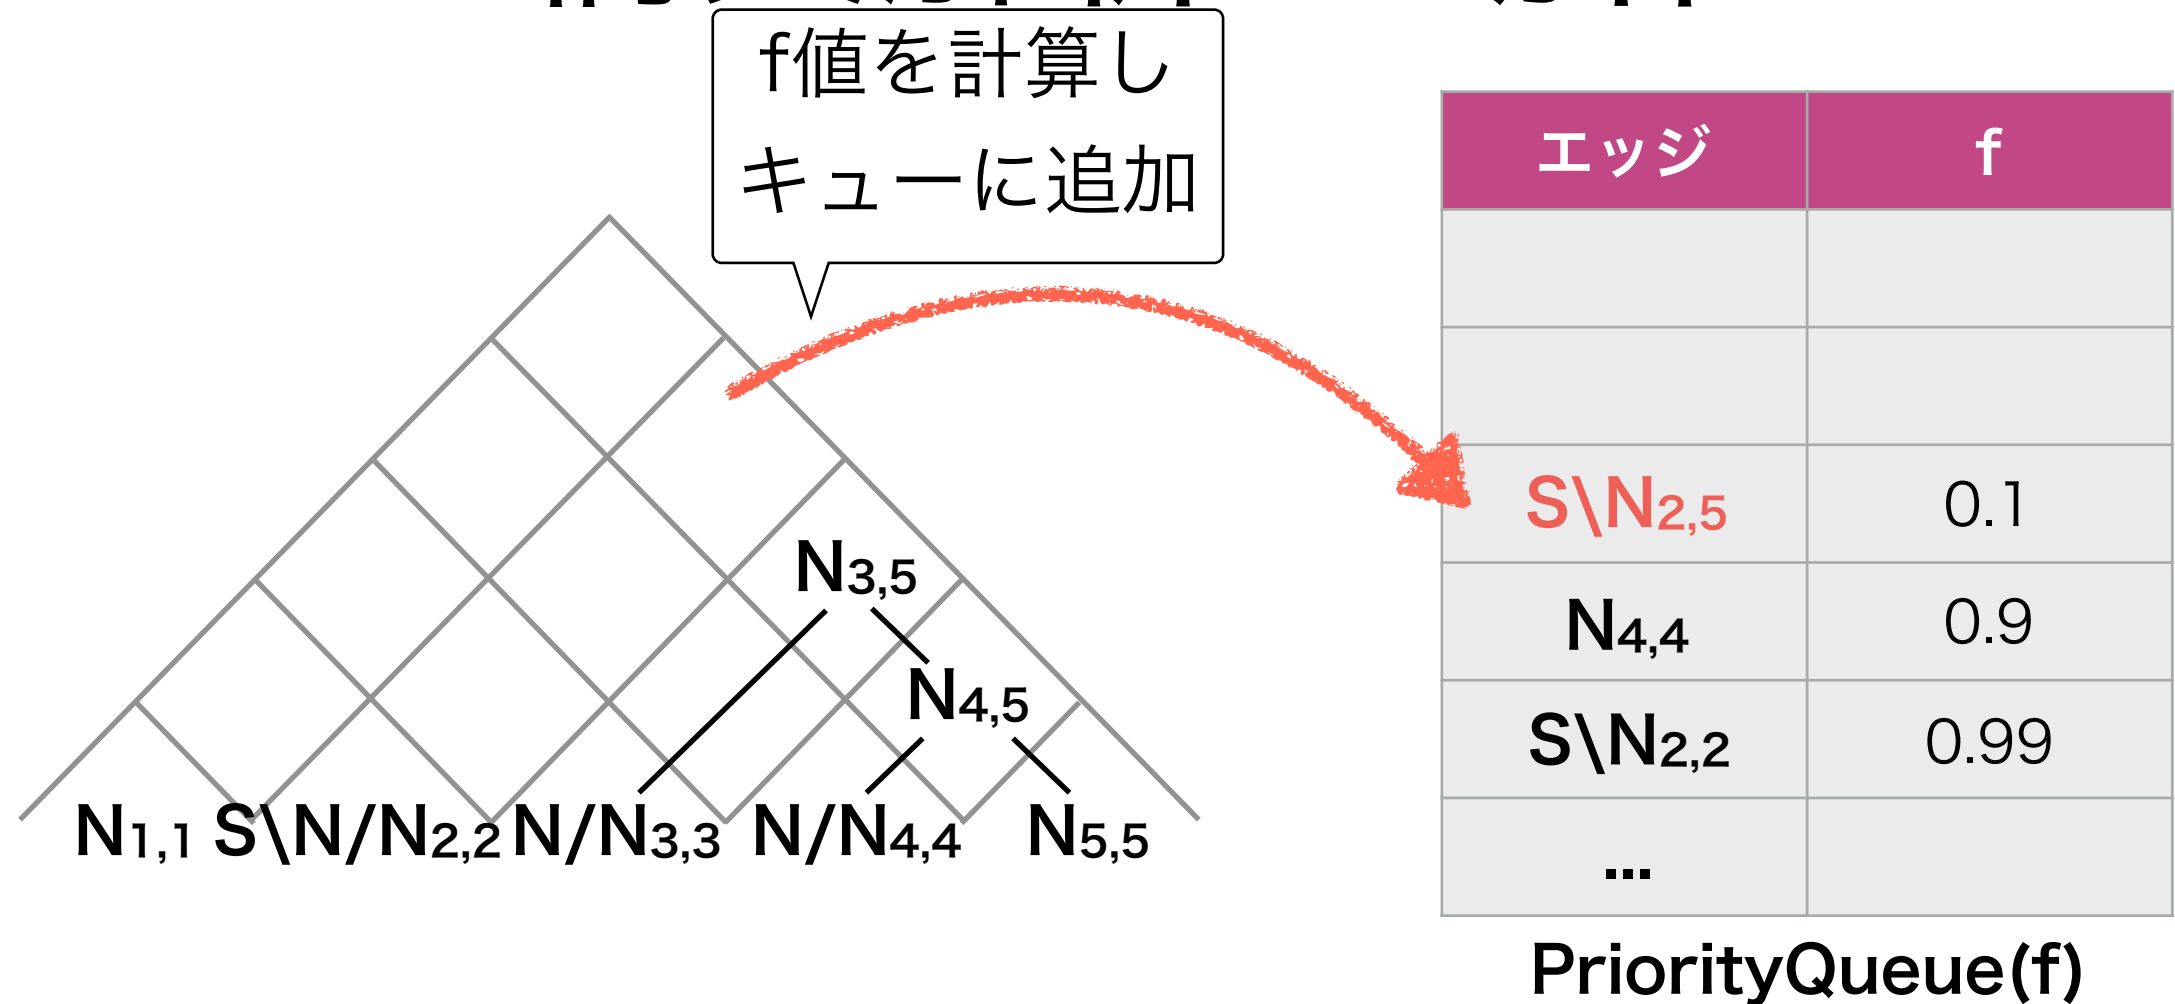 f値を計算し
キューに追加
エッジ f
S\N2,5 0.1
N4,4 0.9
S\N2,2 0.99
...
N3,5
N4,5
N1,1 S\N/N2,2 N/N3,3 N/N4,4 N5,5
PriorityQueue(f)